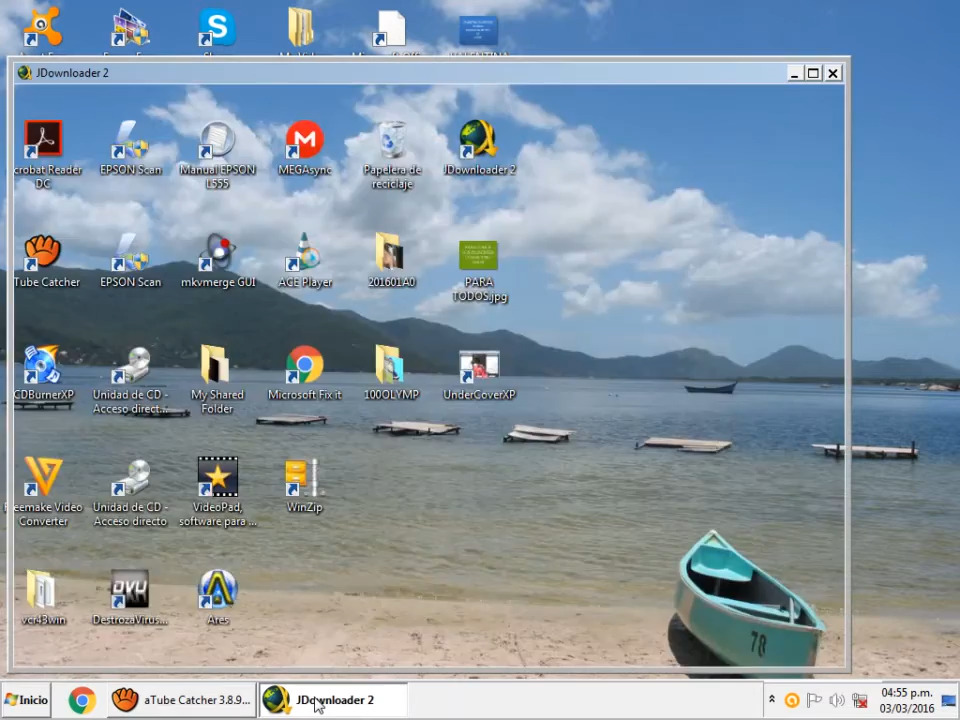 JDownloader 2
crobat Reader
DC
EPSON Scan
Manual EPSON
L555
MEGAsync
Papelera de
reciclaje
JDownloader 2
Tube Catcher
EPSON Scan
mkvmerge GUI
ACE Player
201601A0
PARA
TODOS.jpg
CDBurnerXP
Unidad de CD -
Acceso direct...
My Shared
Folder
Microsoft Fix it
100OLYMP
UnderCoverXP
reemake Video
Converter
Unidad de CD -
Acceso directo
VideoPad,
software para ...
WinZip
vcr43win
DestrozaVirus...
Ares
78
Inicio
aTube Catcher 3.8.9...
JDownloader 2
04:55 p.m.
03/03/2016